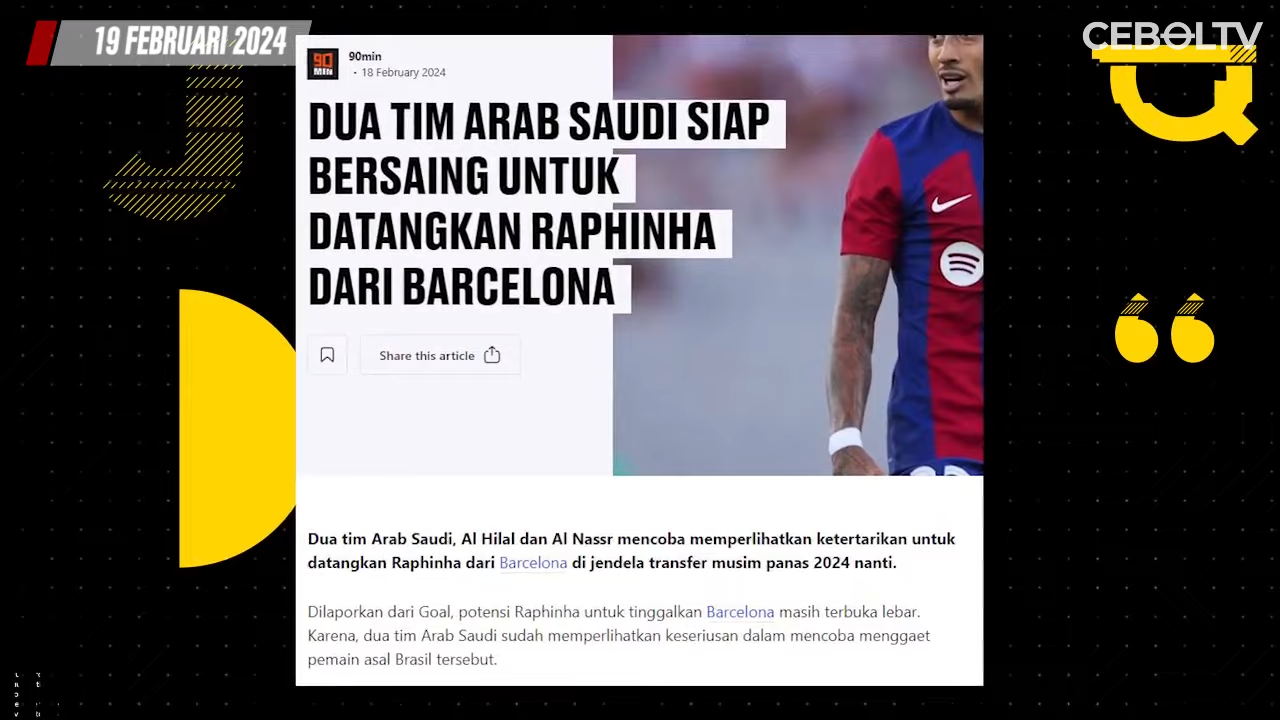 19 FEBRUARI 2024
CEBOLTV
90
MIN
90min
• 18 February 2024
DUA TIM ARAB SAUDI SIAP
BERSAING UNTUK
DATANGKAN RAPHINHA
DARI BARCELONA
Share this article
Dua tim Arab Saudi, Al Hilal dan Al Nassr mencoba memperlihatkan ketertarikan untuk
datangkan Raphinha dari Barcelona di jendela transfer musim panas 2024 nanti.
Dilaporkan dari Goal, potensi Raphinha untuk tinggalkan Barcelona masih terbuka lebar.
Karena, dua tim Arab Saudi sudah memperlihatkan keseriusan dalam mencoba menggaet
pemain asal Brasil tersebut.